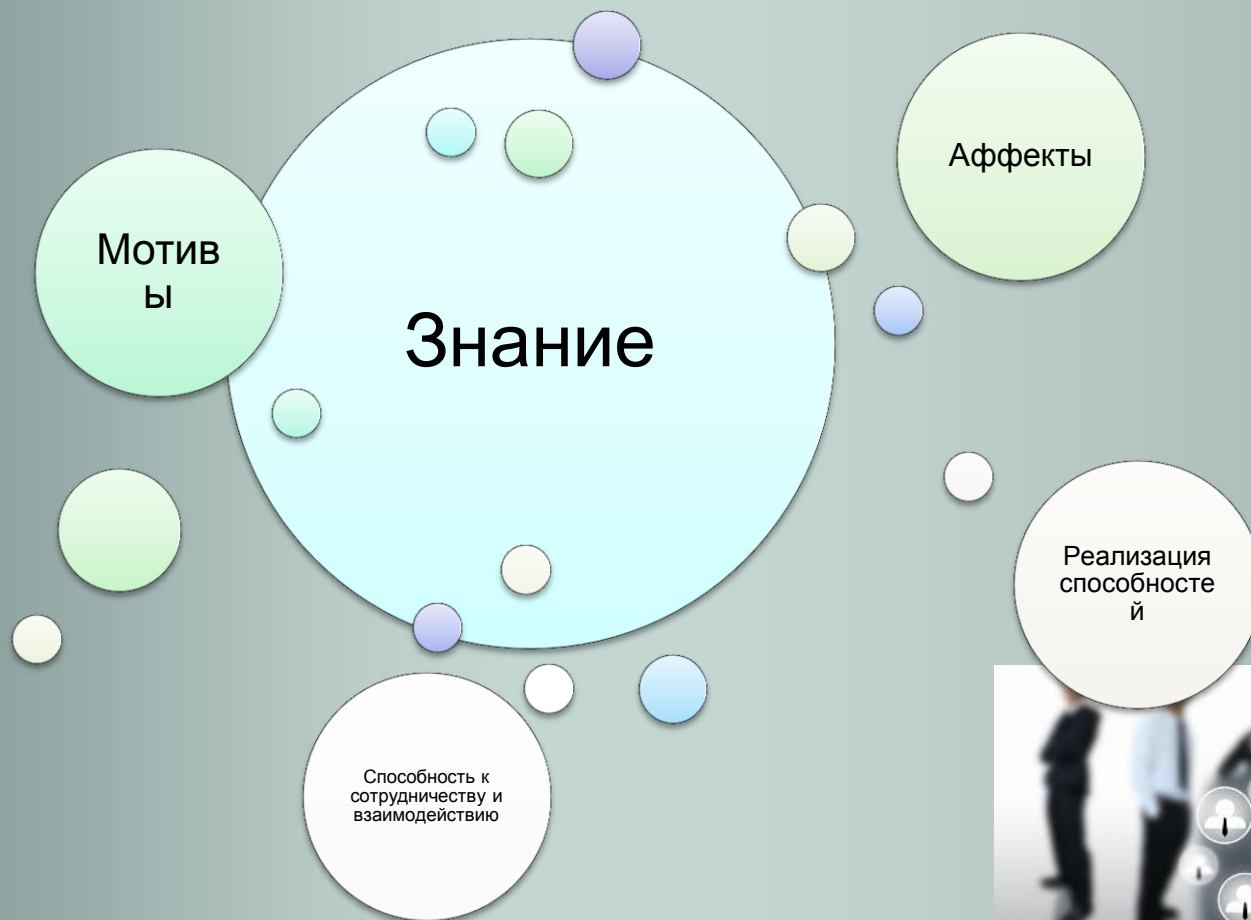 Аффекты
Мотив
ы
Знание
Реализация
способносте
й
Способность к
сотрудничеству и
взаимодействию